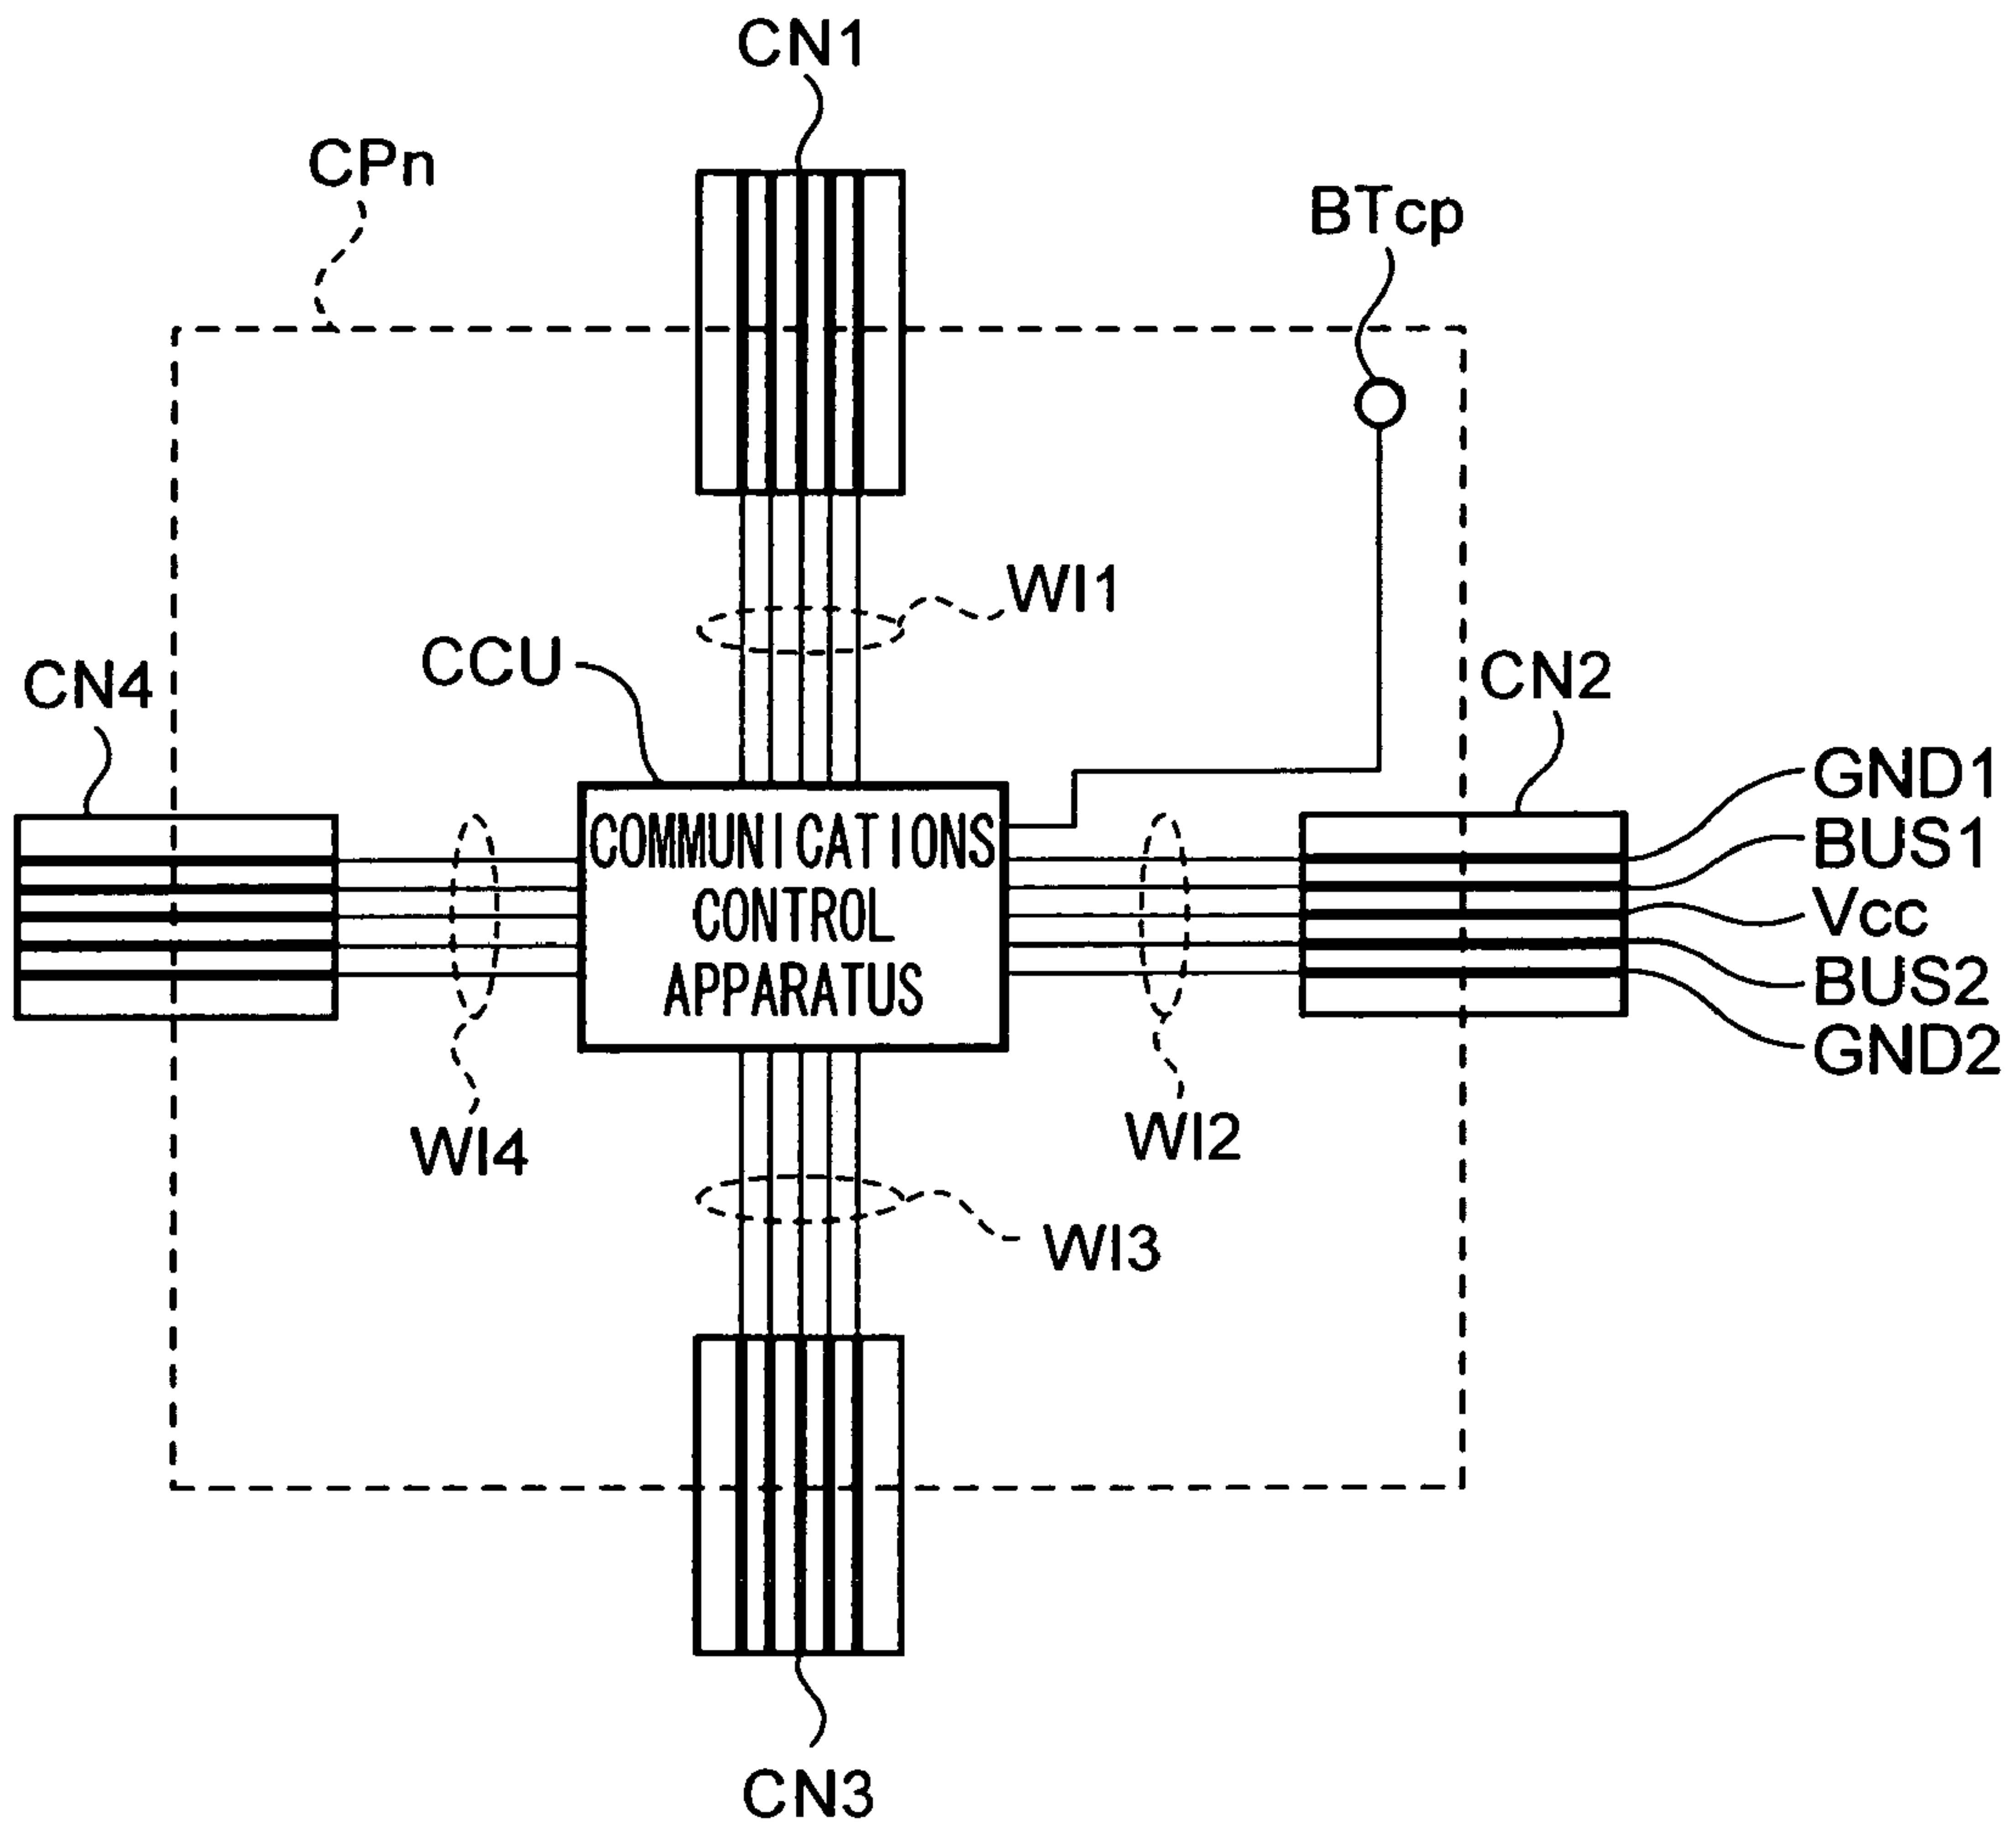 CN1
CPn
BTcp
WI1
CCU
CN4
CN2
GND1
BUS1
Vcc
BUS2
GND2
COMMUNICATIONS
CONTROL
APPARATUS
WI4
WI2
WI3
CN3